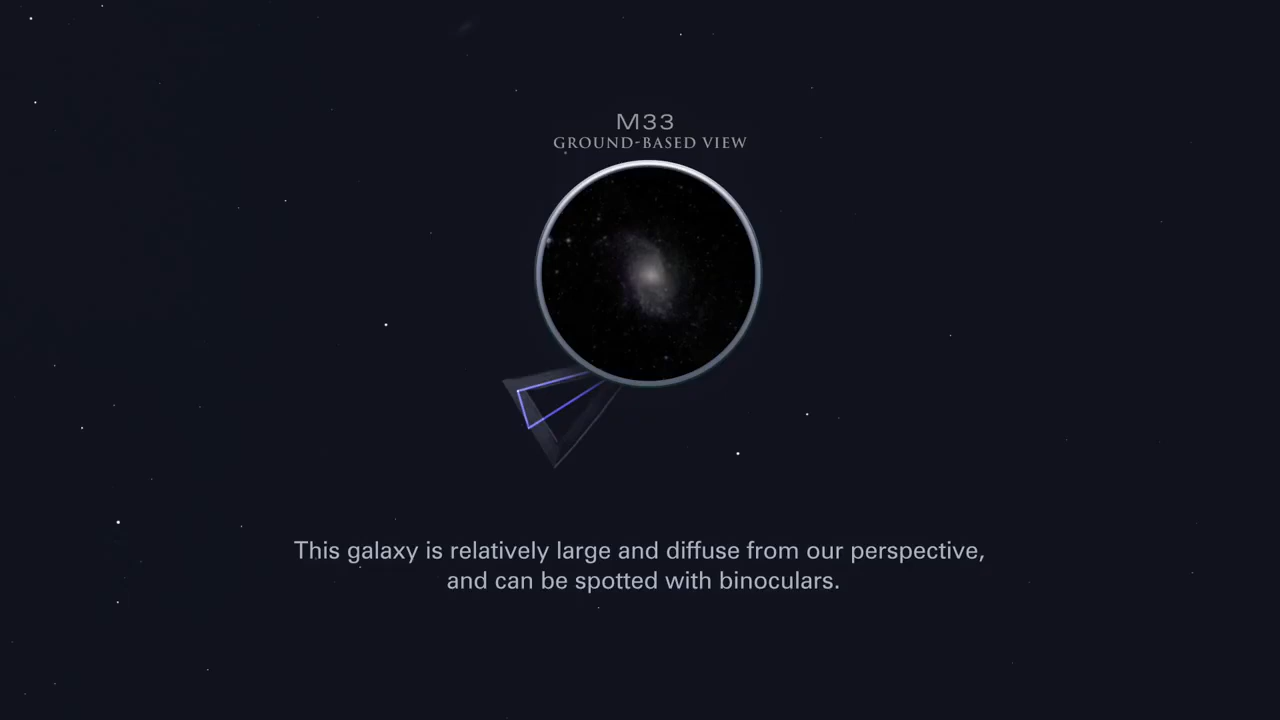 M33
GROUND-BASED VIEW
This galaxy is relatively large and diffuse from our perspective,
and can be spotted with binoculars.